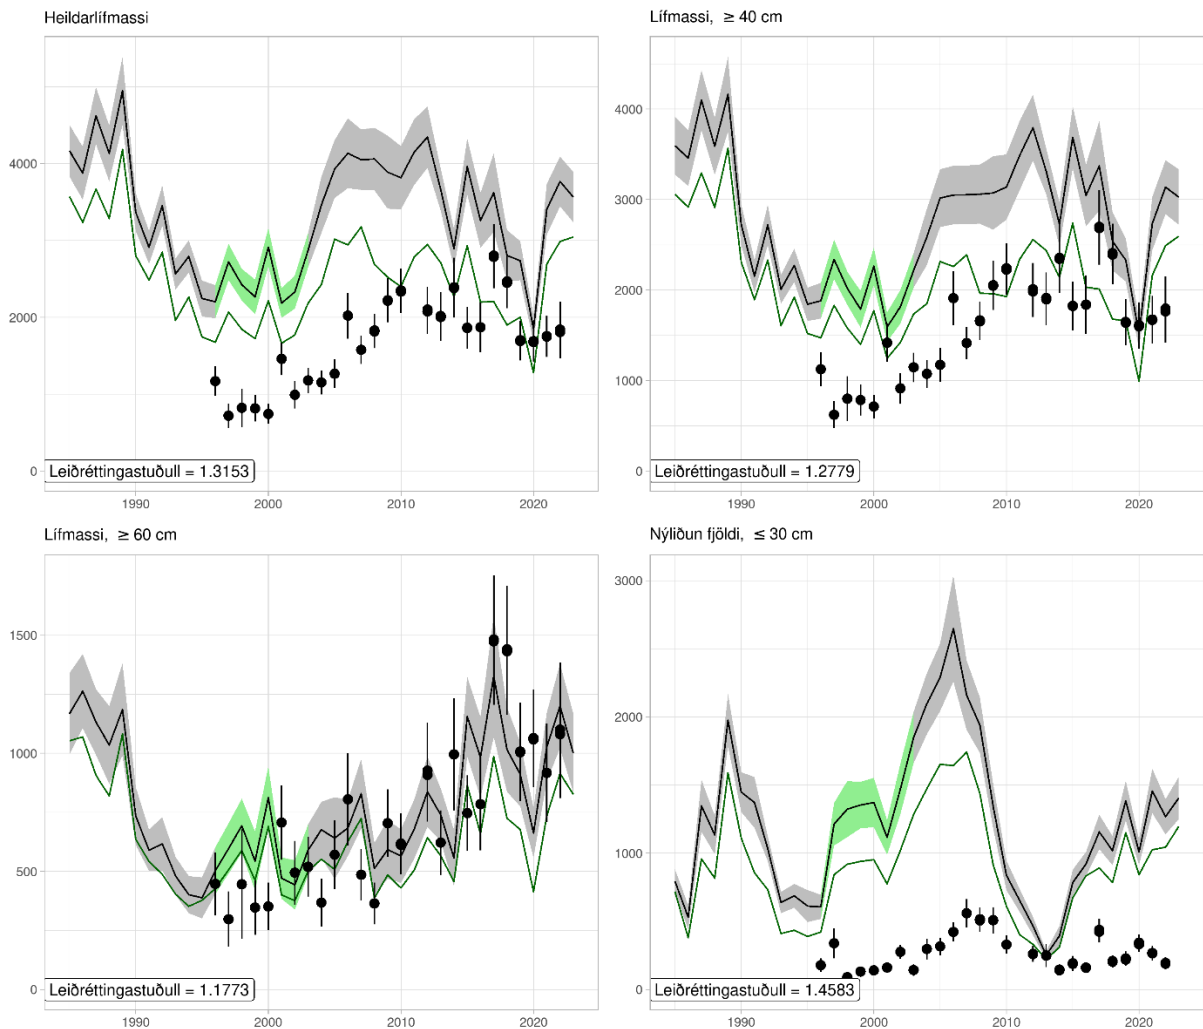 Heildarlífmassi
4000
2000
0
Leiðréttingastuðull = 1.3153
1990 2000 2010 2020
Lífmassi, ≥ 40 cm
4000
3000
2000
1000
0
Leiðréttingastuðull = 1.2779
1990 2000 2010 2020
Lífmassi, ≥ 60 cm
1500
1000
500
0
Leiðréttingastuðull = 1.1773
1990 2000 2010 2020
Nýliðun fjöldi, ≤ 30 cm
3000
2000
1000
0
Leiðréttingastuðull = 1.4583
1990 2000 2010 2020